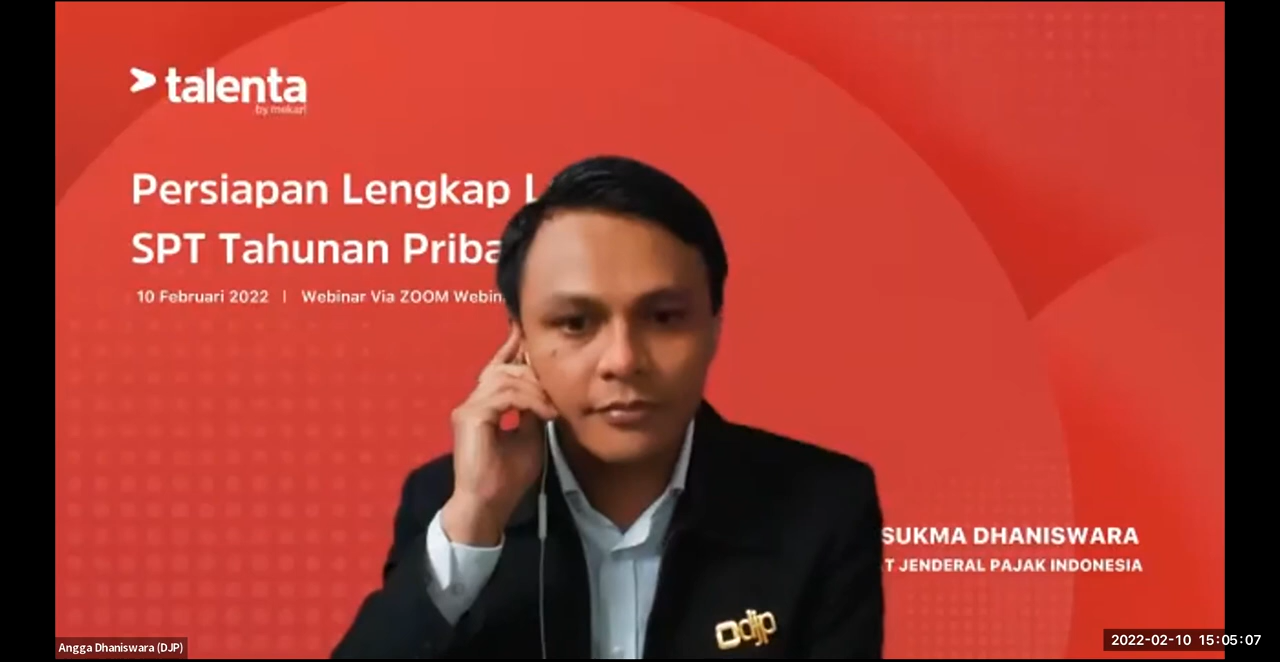 talenta
by mekari
Persiapan Lengkap L
SPT Tahunan Priba
10 Februari 2022 | Webinar Via ZOOM Webin
SUKMA DHANISWARA
T JENDERAL PAJAK INDONESIA
djp
Angga Dhaniswara (DJP)
2022-02-10 15:05:07